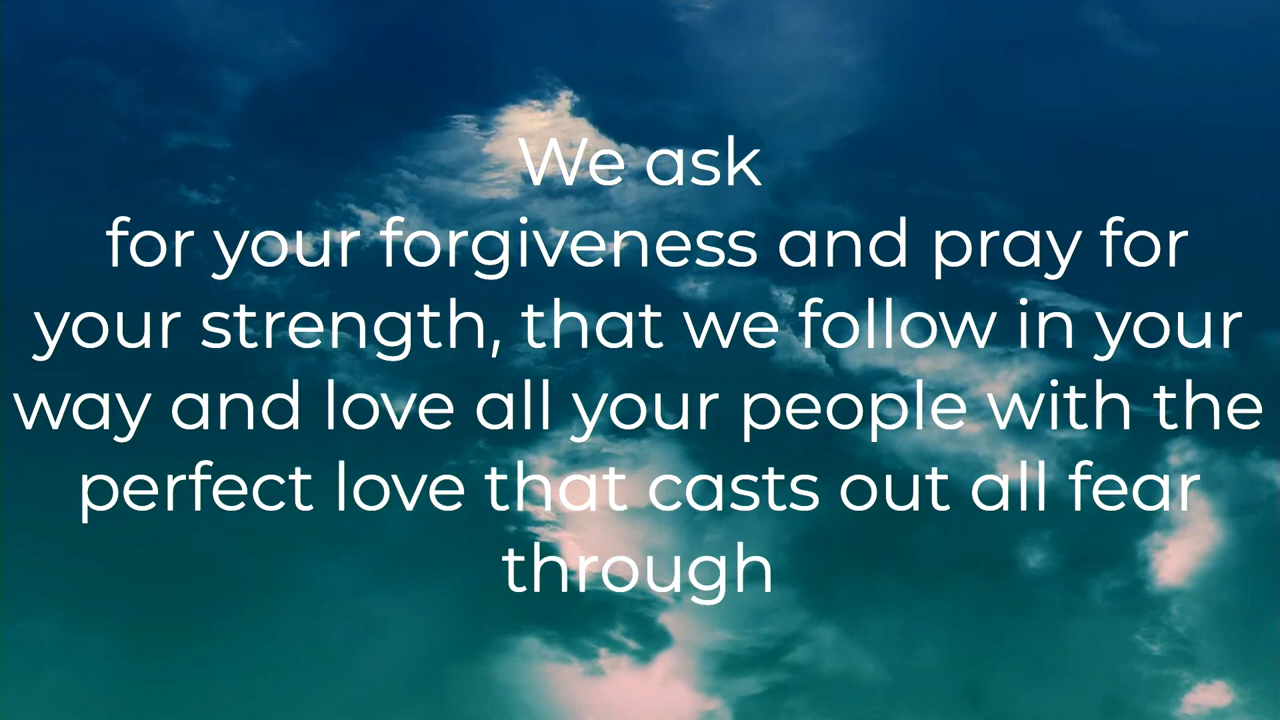 We ask
for your forgiveness and pray for
your strength, that we follow in your
way and love all your people with the
perfect love that casts out all fear
through